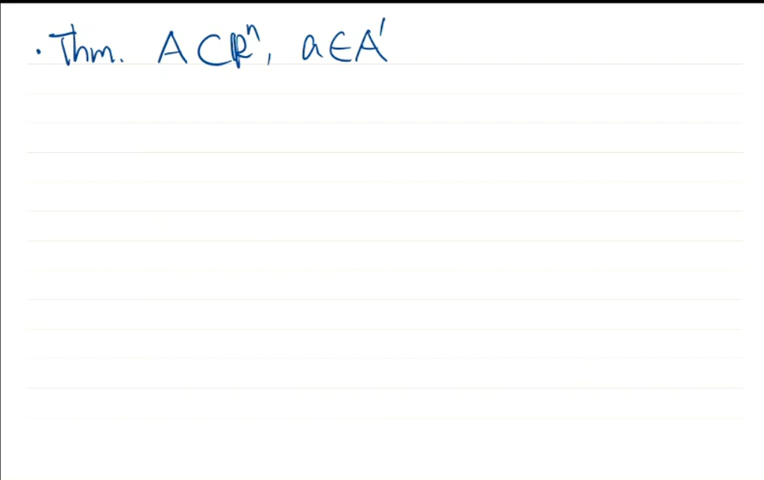 · Thm. A ⊂ ℝⁿ, a ∈ A'